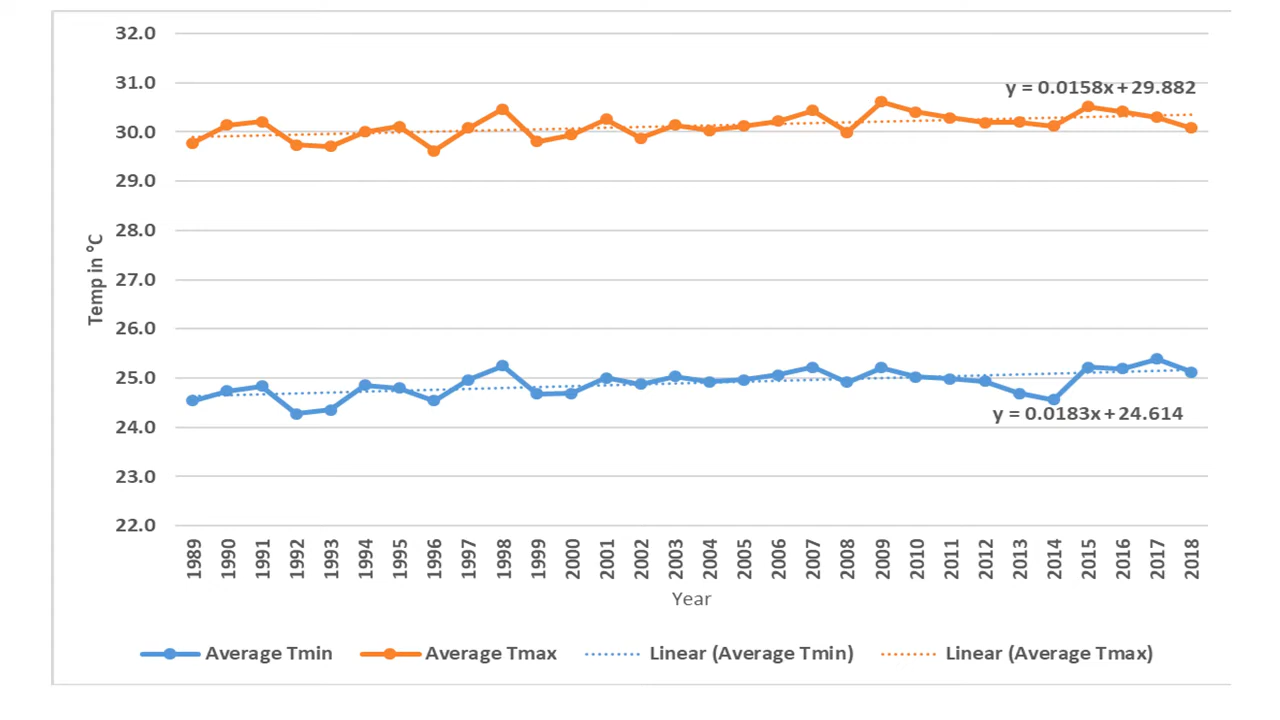 32.0
31.0
30.0
29.0
28.0
27.0
26.0
25.0
24.0
23.0
22.0
Temp in °C
y = 0.0158x + 29.882
y = 0.0183x + 24.614
1989 1990 1991 1992 1993 1994 1995 1996 1997 1998 1999 2000 2001 2002 2003 2004 2005 2006 2007 2008 2009 2010 2011 2012 2013 2014 2015 2016 2017 2018
Year
Average Tmin Average Tmax Linear (Average Tmin) Linear (Average Tmax)